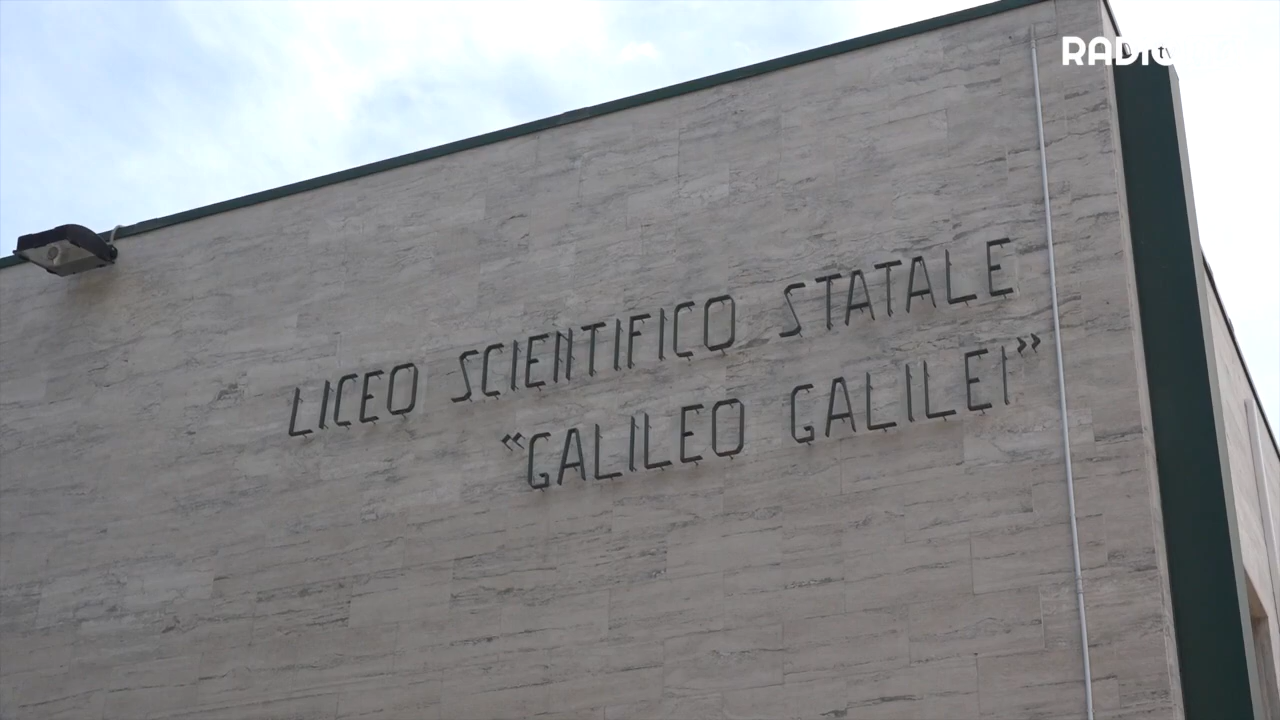 RADIO
LICEO SCIENTIFICO STATALE
“GALILEO GALILEI”